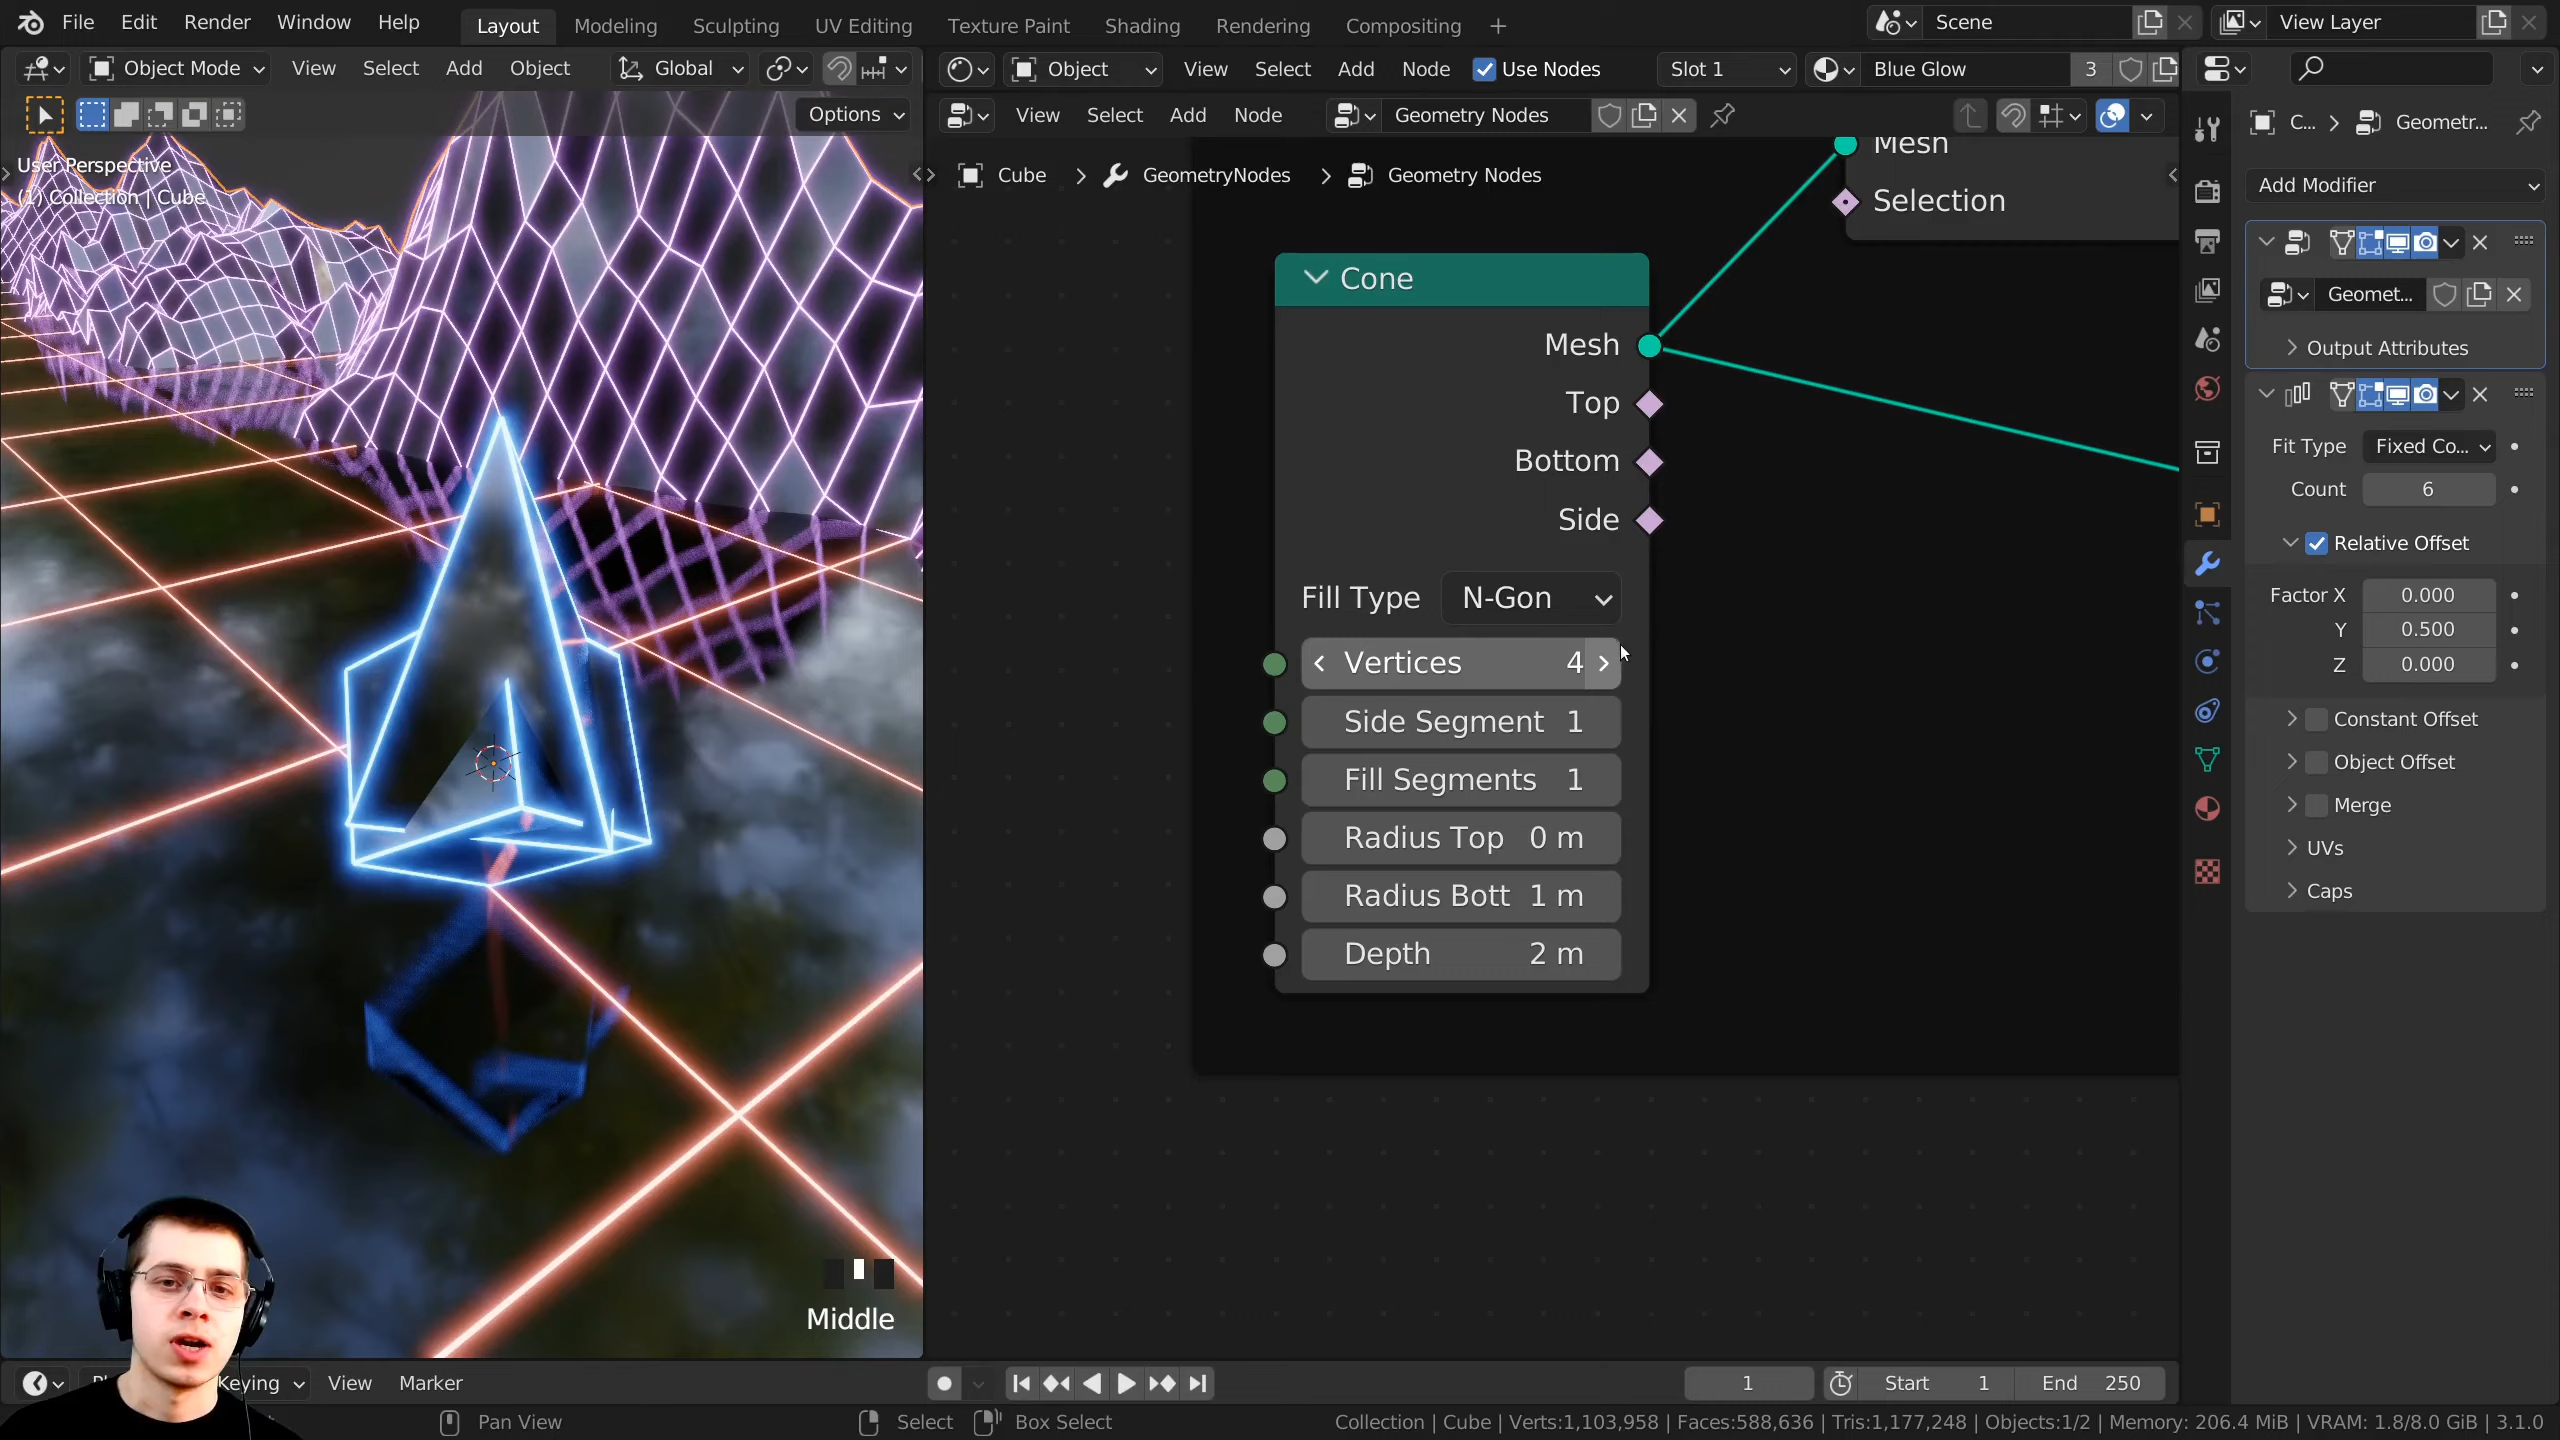 File Edit Render Window Help Layout Modeling Sculpting UV Editing Texture Paint Shading Rendering Compositing + Scene View Layer
Object Mode View Select Add Object Global Object View Select Add Node Use Nodes Slot 1 Blue Glow 3
Options View Select Add Node Geometry Nodes
C... Geometr...
User Perspective
(1) Collection | Cube
Cube GeometryNodes Geometry Nodes
Mesh
Selection
Cone
Mesh
Top
Bottom
Side
Fill Type N-Gon
Vertices 4
Side Segment 1
Fill Segments 1
Radius Top 0 m
Radius Bott 1 m
Depth 2 m
Add Modifier
Geomet...
Output Attributes
Fit Type Fixed Co...
Count 6
Relative Offset
Factor X 0.000
Y 0.500
Z 0.000
Constant Offset
Object Offset
Merge
UVs
Caps
Middle
Keying View Marker 1 Start 1 End 250
Pan View Select Box Select Collection | Cube | Verts:1,103,958 | Faces:588,636 | Tris:1,177,248 | Objects:1/2 | Memory: 206.4 MiB | VRAM: 1.8/8.0 GiB | 3.1.0